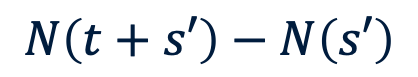 N(t + s′) − N(s′)